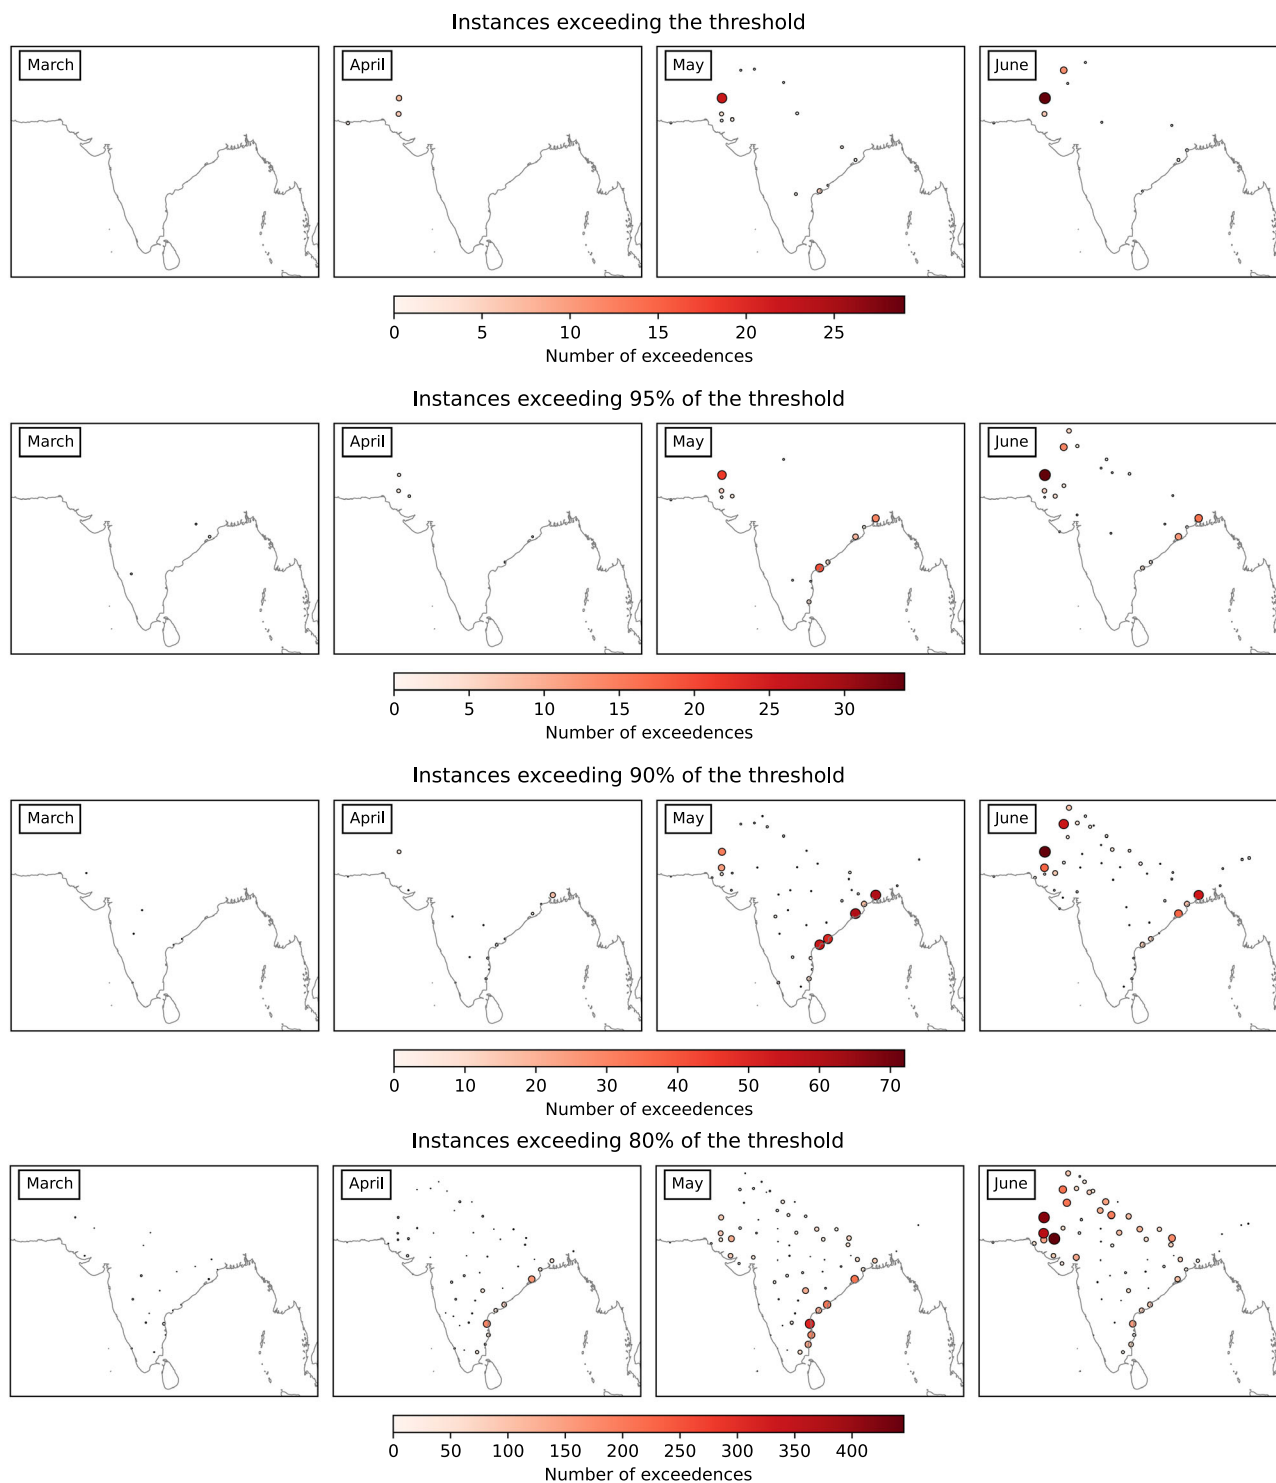 Instances exceeding the threshold
March
April
May
June
0 5 10 15 20 25
Number of exceedences
Instances exceeding 95% of the threshold
March
April
May
June
0 5 10 15 20 25 30
Number of exceedences
Instances exceeding 90% of the threshold
March
April
May
June
0 10 20 30 40 50 60 70
Number of exceedences
Instances exceeding 80% of the threshold
March
April
May
June
0 50 100 150 200 250 300 350 400
Number of exceedences